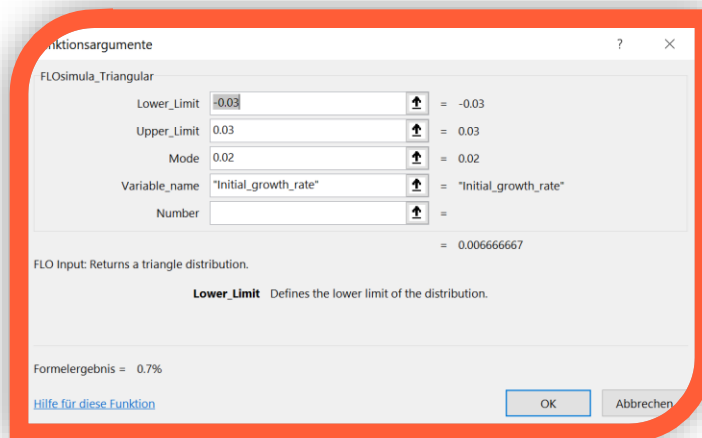 nktionsargumente ? ×
FLOsimula_Triangular
Lower_Limit -0.03 = -0.03
Upper_Limit 0.03 = 0.03
Mode 0.02 = 0.02
Variable_name "Initial_growth_rate" = "Initial_growth_rate"
Number =
= 0.006666667
FLO Input: Returns a triangle distribution.
Lower_Limit Defines the lower limit of the distribution.
Formelergebnis = 0.7%
Hilfe für diese Funktion OK Abbrechen